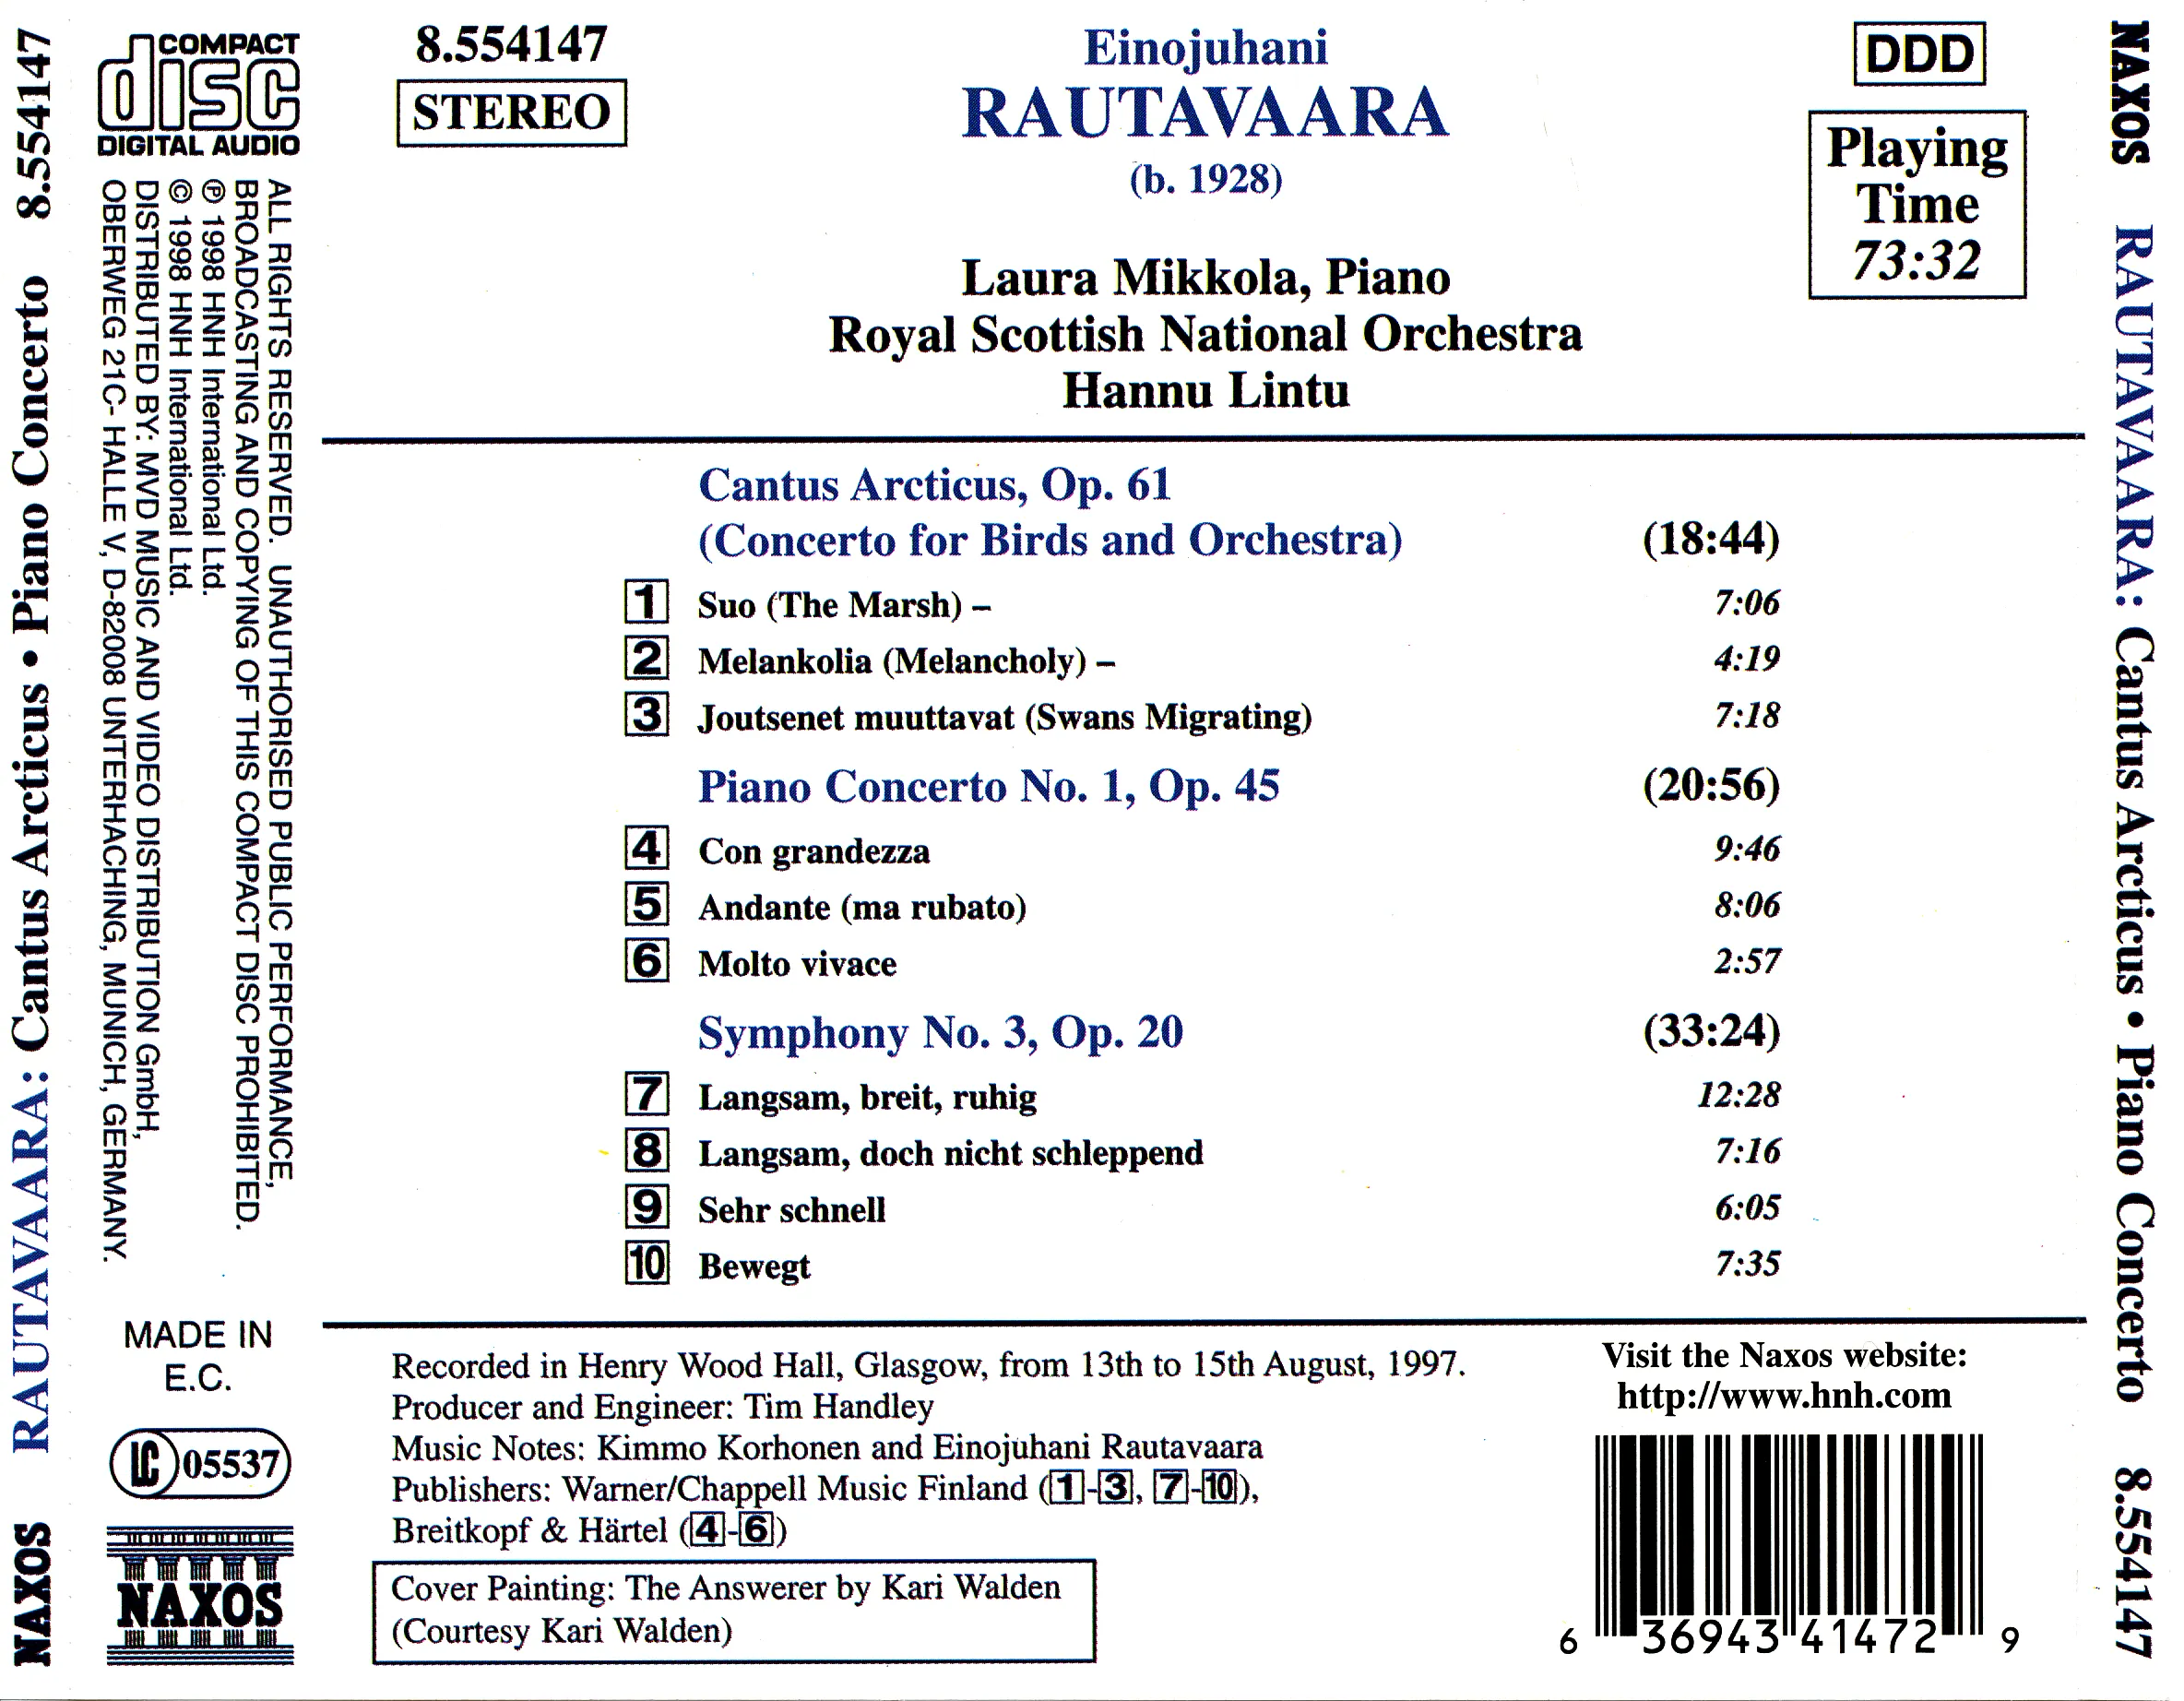 RAUTAVAARA: Cantus Arcticus • Piano Concerto 8.554147
NAXOS
COMPACT
disc
DIGITAL AUDIO
ALL RIGHTS RESERVED. UNAUTHORISED PUBLIC PERFORMANCE,
BROADCASTING AND COPYING OF THIS COMPACT DISC PROHIBITED.
℗ 1998 HNH International Ltd.
© 1998 HNH International Ltd.
DISTRIBUTED BY: MVD MUSIC AND VIDEO DISTRIBUTION GmbH,
OBERWEG 21C- HALLE V, D-82008 UNTERHACHING, MUNICH, GERMANY.
MADE IN
E.C.
LC 05537
NAXOS
8.554147
STEREO
Einojuhani
RAUTAVAARA
(b. 1928)
DDD
Playing
Time
73:32
Laura Mikkola, Piano
Royal Scottish National Orchestra
Hannu Lintu
Cantus Arcticus, Op. 61
(Concerto for Birds and Orchestra) (18:44)
1 Suo (The Marsh) – 7:06
2 Melankolia (Melancholy) – 4:19
3 Joutsenet muuttavat (Swans Migrating) 7:18
Piano Concerto No. 1, Op. 45 (20:56)
4 Con grandezza 9:46
5 Andante (ma rubato) 8:06
6 Molto vivace 2:57
Symphony No. 3, Op. 20 (33:24)
7 Langsam, breit, ruhig 12:28
8 Langsam, doch nicht schleppend 7:16
9 Sehr schnell 6:05
10 Bewegt 7:35
Recorded in Henry Wood Hall, Glasgow, from 13th to 15th August, 1997.
Producer and Engineer: Tim Handley
Music Notes: Kimmo Korhonen and Einojuhani Rautavaara
Publishers: Warner/Chappell Music Finland (1-3, 7-10),
Breitkopf & Härtel (4-6)
Cover Painting: The Answerer by Kari Walden
(Courtesy Kari Walden)
Visit the Naxos website:
http://www.hnh.com
6 36943 41472 9
NAXOS RAUTAVAARA: Cantus Arcticus • Piano Concerto 8.554147